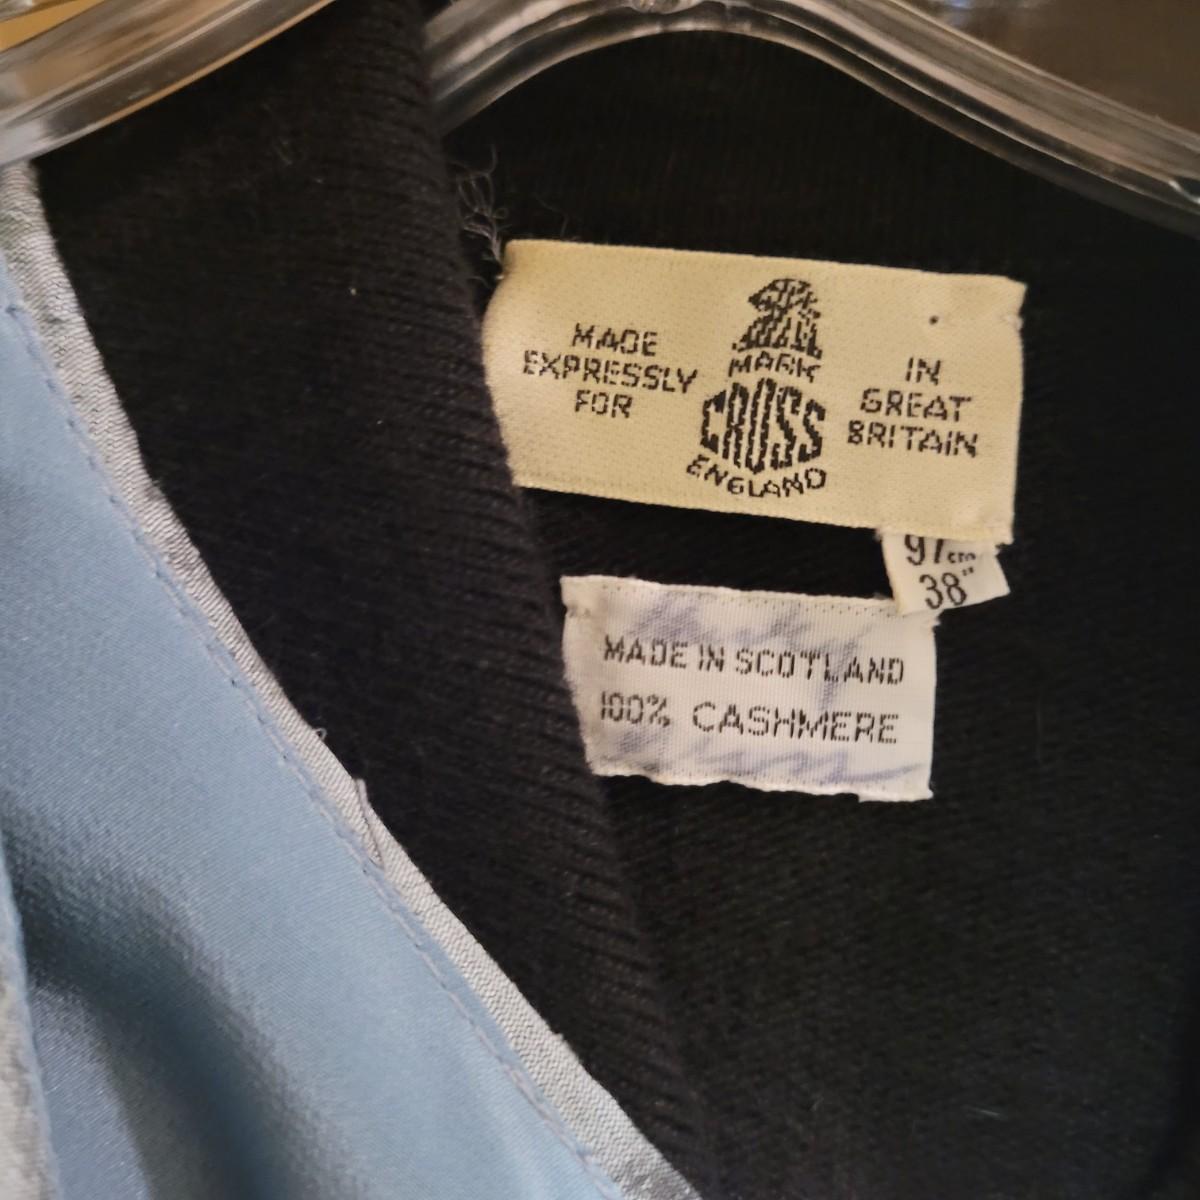 MADE
EXPRESSLY
FOR
MARK
CROSS
ENGLAND
IN
GREAT
BRITAIN
97cm
38"
MADE IN SCOTLAND
100% CASHMERE